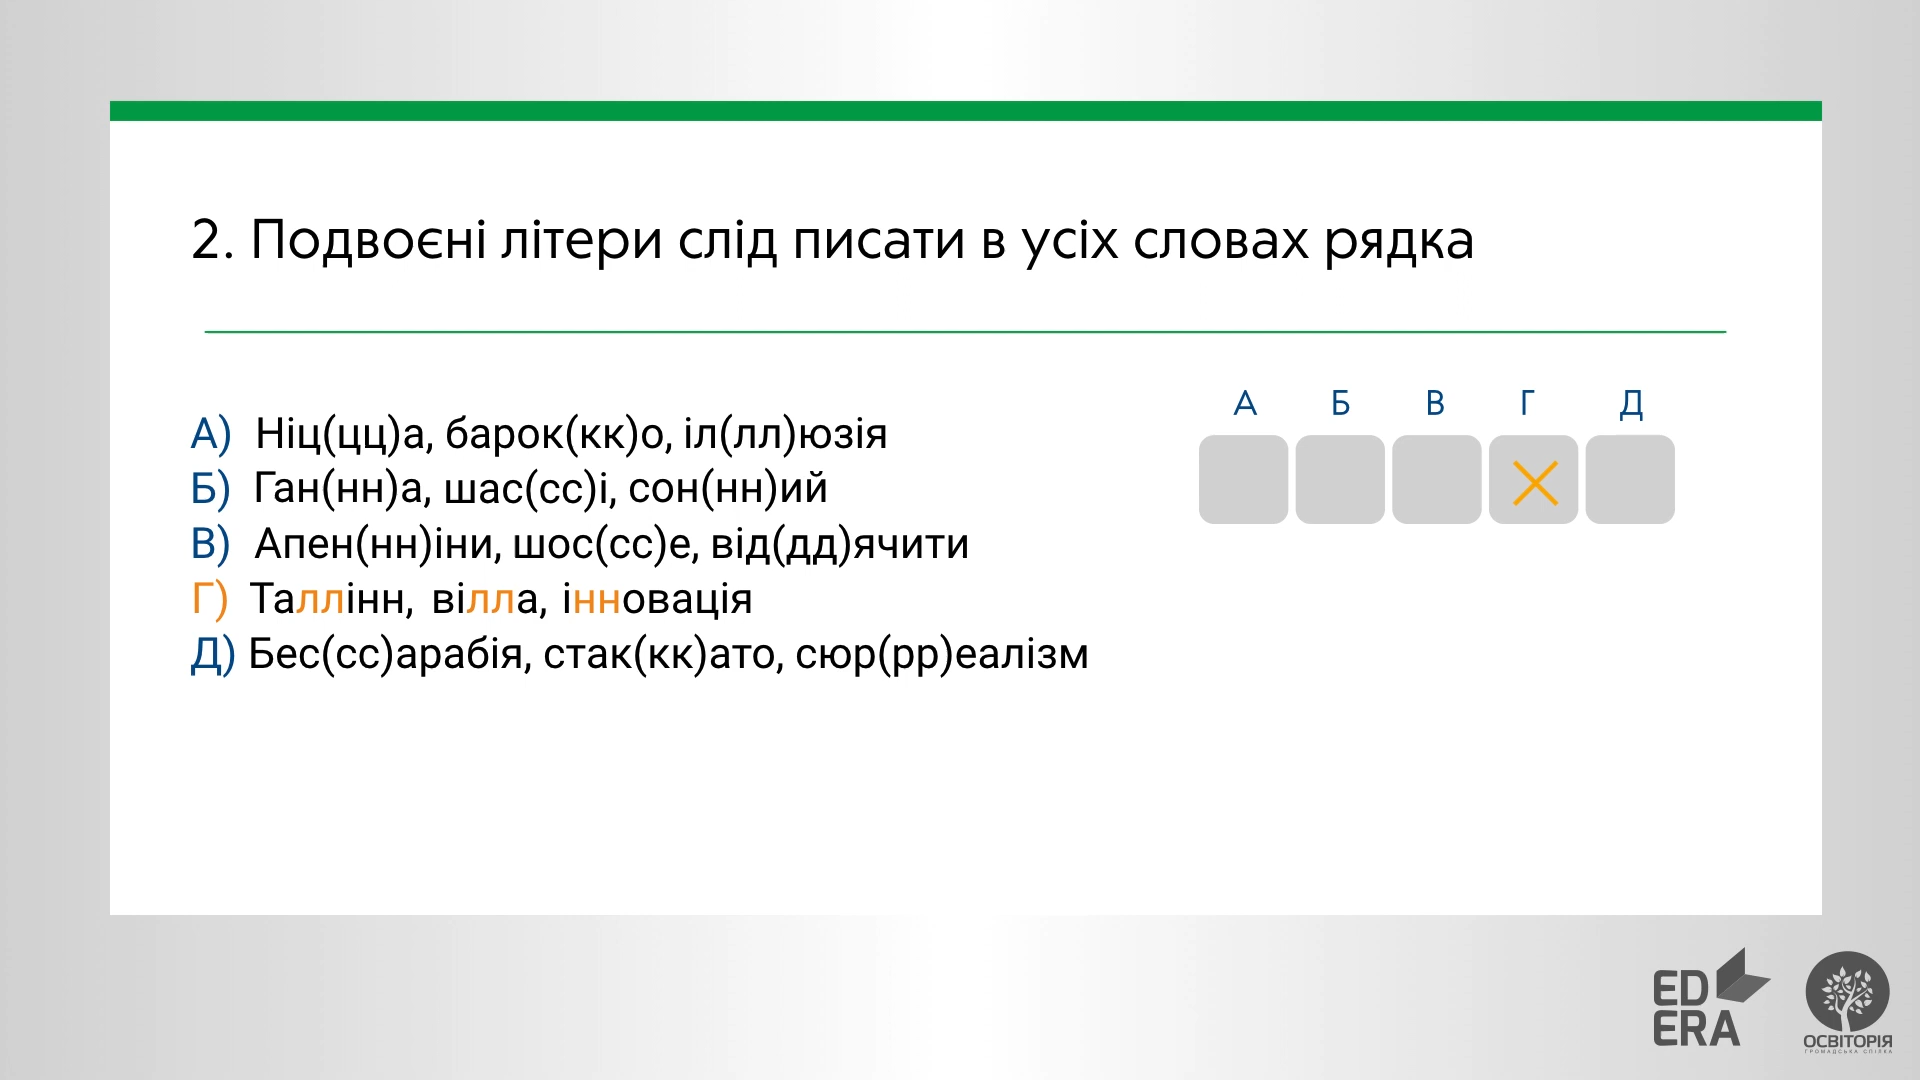 2. Подвоєні літери слід писати в усіх словах рядка
А Б В Г Д
А) Ніц(цц)а, барок(кк)о, іл(лл)юзія
Б) Ган(нн)а, шас(сс)і, сон(нн)ий
В) Апен(нн)іни, шос(сс)е, від(дд)ячити
Г) Таллінн, вілла, інновація
Д) Бес(сс)арабія, стак(кк)ато, сюр(рр)еалізм
ED
ERA
ОСВІТОРІЯ
ГРОМАДСЬКА СПІЛКА